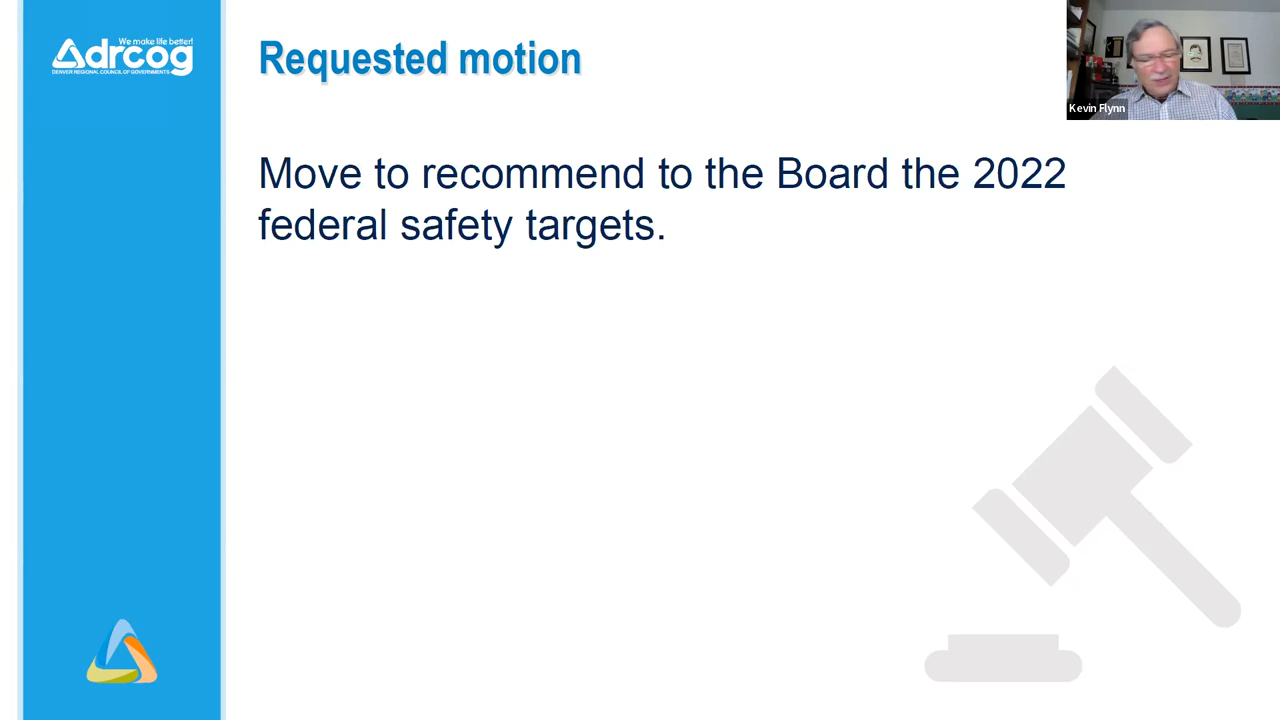 We make life better!
drcog
DENVER REGIONAL COUNCIL OF GOVERNMENTS
Requested motion
Kevin Flynn
Move to recommend to the Board the 2022
federal safety targets.